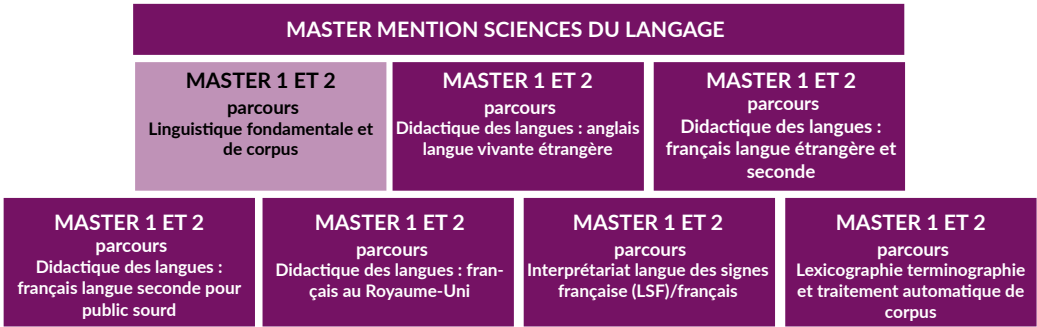 MASTER MENTION SCIENCES DU LANGAGE
MASTER 1 ET 2
parcours
Linguistique fondamentale et
de corpus
MASTER 1 ET 2
parcours
Didactique des langues : anglais
langue vivante étrangère
MASTER 1 ET 2
parcours
Didactique des langues :
français langue étrangère et
seconde
MASTER 1 ET 2
parcours
Didactique des langues :
français langue seconde pour
public sourd
MASTER 1 ET 2
parcours
Didactique des langues : fran-
çais au Royaume-Uni
MASTER 1 ET 2
parcours
Interprétariat langue des signes
française (LSF)/français
MASTER 1 ET 2
parcours
Lexicographie terminographie
et traitement automatique de
corpus